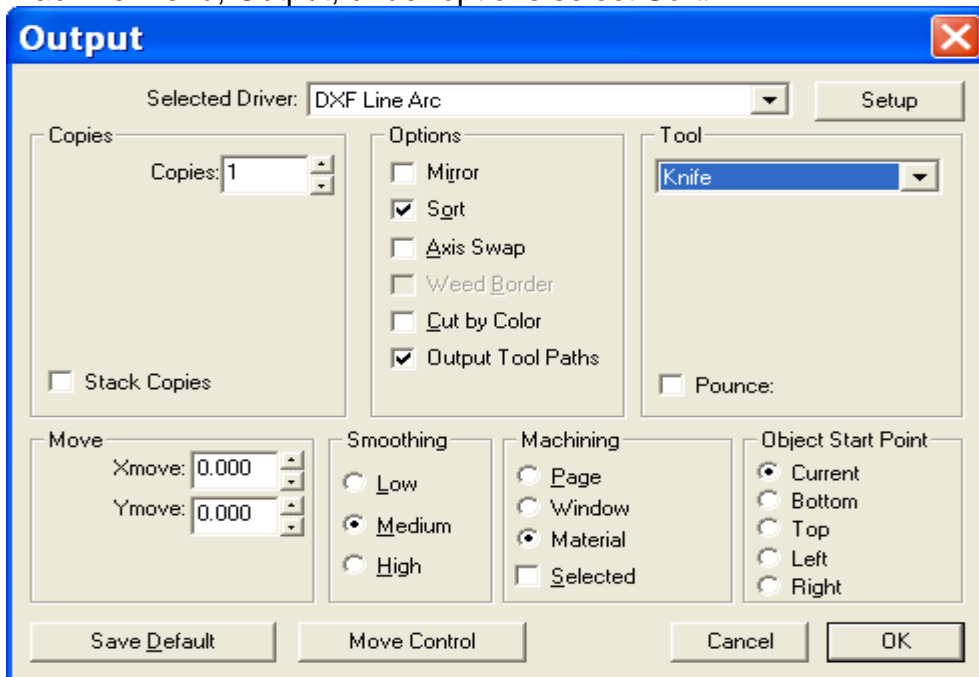 Output
Selected Driver: DXF Line Arc
Setup
Copies
Copies: 1
Stack Copies
Options
Mirror
Sort
Axis Swap
Weed Border
Cut by Color
Output Tool Paths
Tool
Knife
Pounce:
Move
Xmove: 0.000
Ymove: 0.000
Smoothing
Low
Medium
High
Machining
Page
Window
Material
Selected
Object Start Point
Current
Bottom
Top
Left
Right
Save Default
Move Control
Cancel
OK